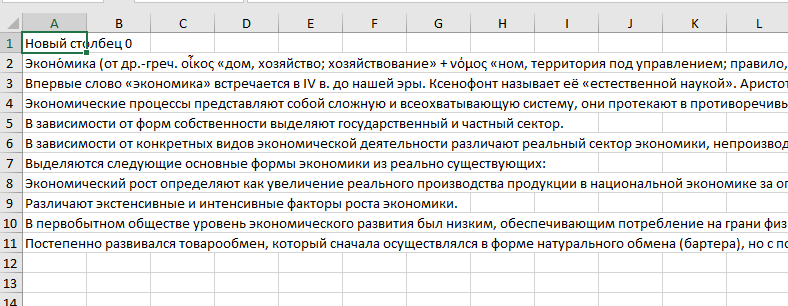 A B C D E F G H I J K L
1 Новый столбец 0
2 Эконо́мика (от др.-греч. οἶκος «дом, хозяйство; хозяйствование» + νόμος «ном, территория под управлением; правило,
3 Впервые слово «экономика» встречается в IV в. до нашей эры. Ксенофонт называет её «естественной наукой».
4 Экономические процессы представляют собой сложную и всеохватывающую систему, они протекают в
5 В зависимости от форм собственности выделяют государственный и частный сектор.
6 В зависимости от конкретных видов экономической деятельности различают реальный сектор экономики,
7 Выделяются следующие основные формы экономики из реально существующих:
8 Экономический рост определяют как увеличение реального производства продукции в национальной экономике за
9 Различают экстенсивные и интенсивные факторы роста экономики.
10 В первобытном обществе уровень экономического развития был низким, обеспечивающим потребление на грани
11 Постепенно развивался товарообмен, который сначала осуществлялся в форме натурального обмена (бартера), но с
12
13
14